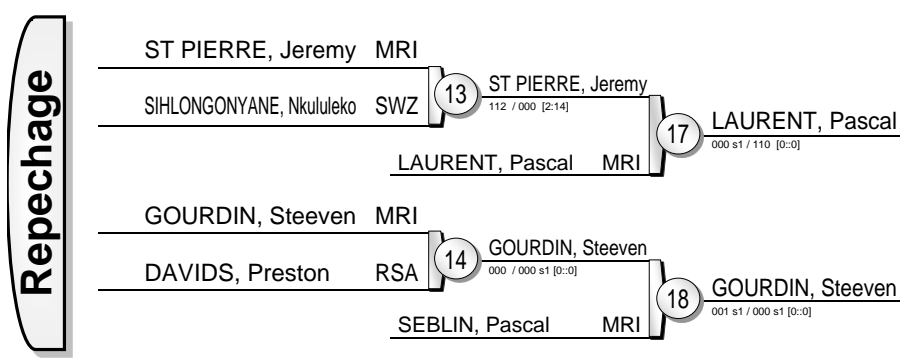 Repechage
ST PIERRE, Jeremy MRI
SIHLONGONYANE, Nkululeko SWZ
13
ST PIERRE, Jeremy
112 / 000 [2:14]
LAURENT, Pascal MRI
17
LAURENT, Pascal
000 s1 / 110 [0::0]
GOURDIN, Steeven MRI
DAVIDS, Preston RSA
14
GOURDIN, Steeven
000 / 000 s1 [0::0]
SEBLIN, Pascal MRI
18
GOURDIN, Steeven
001 s1 / 000 s1 [0::0]